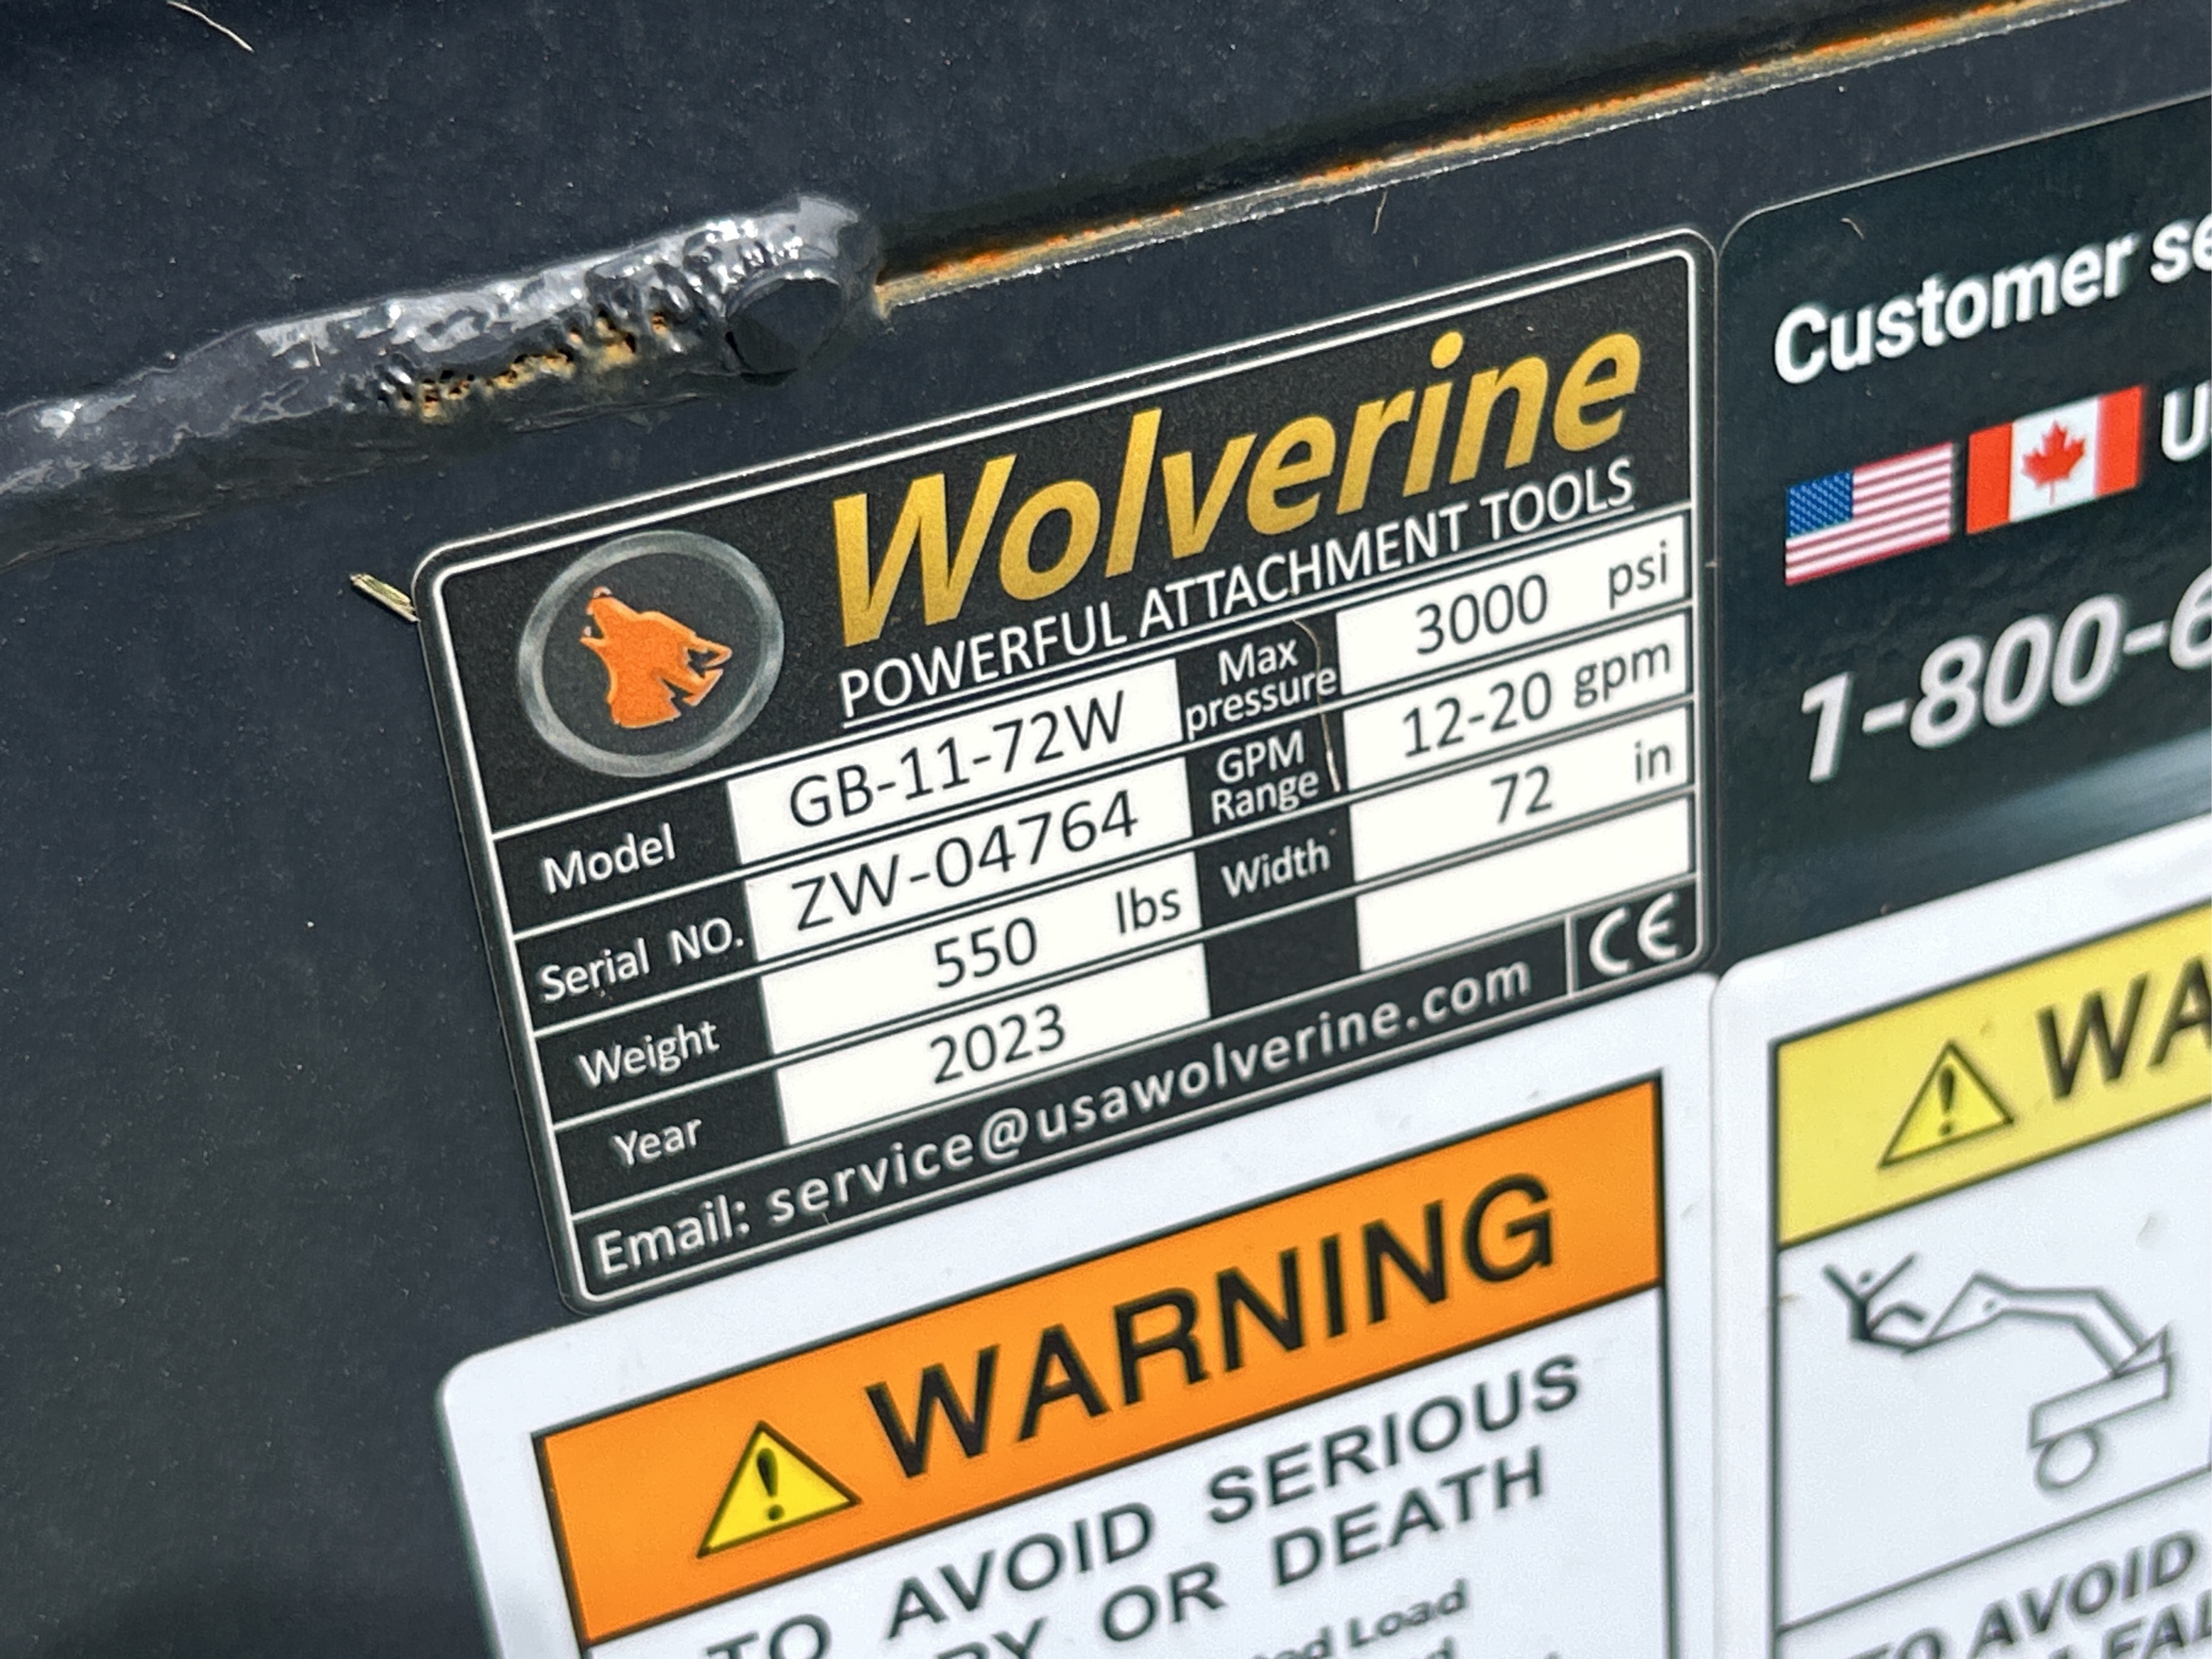 Wolverine
POWERFUL ATTACHMENT TOOLS
Model GB-11-72W Max pressure 3000 psi
Serial NO. ZW-04764 GPM Range 12-20 gpm
Weight 550 lbs Width 72 in
Year 2023
Email: service@usawolverine.com CE
WARNING
TO AVOID SERIOUS
OR DEATH
Load
Customer
1-800-6
TO AVOID